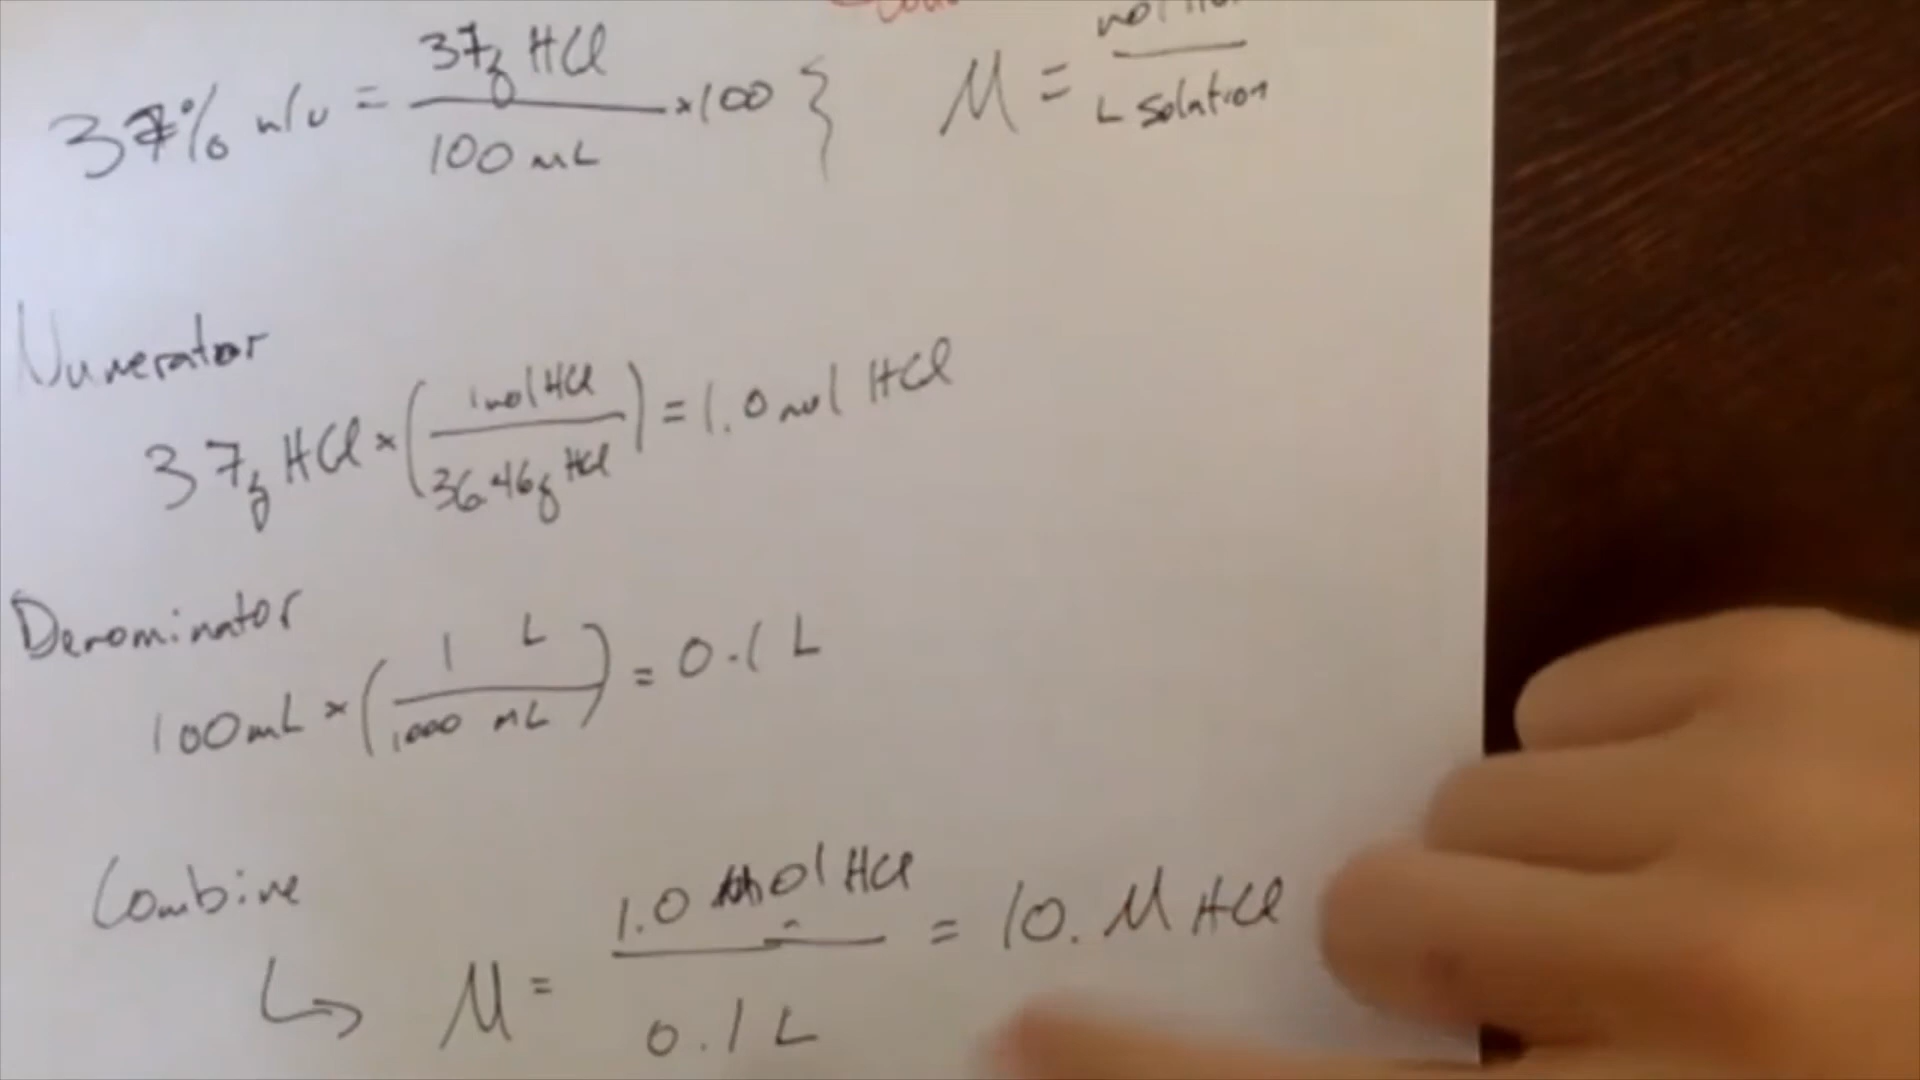 37% w/v = 37g HCl / 100 mL ×100 }
M = / L solution
Numerator
37g HCl × (1 mol HCl / 36.46g HCl) = 1.0 mol HCl
Denominator
100mL × (1 L / 1000 mL) = 0.1 L
Combine
↳ M = 1.0 mol HCl / 0.1 L = 10. M HCl